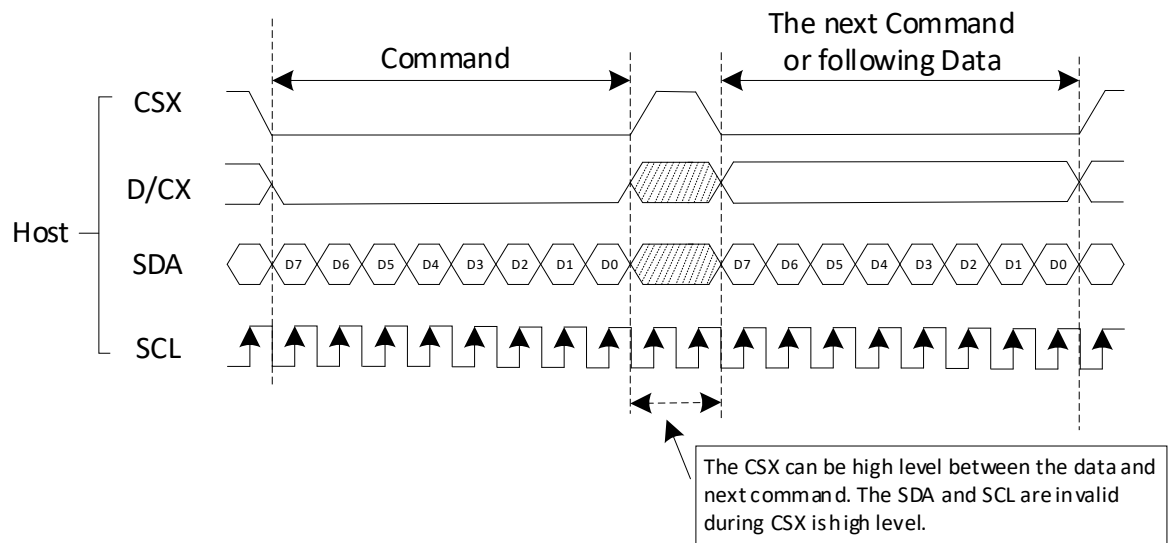 The next Command
or following Data
Command
CSX
D/CX
Host
SDA
D7 D6 D5 D4 D3 D2 D1 D0 D7 D6 D5 D4 D3 D2 D1 D0
SCL
The CSX can be high level between the data and
next command. The SDA and SCL are invalid
during CSX is high level.